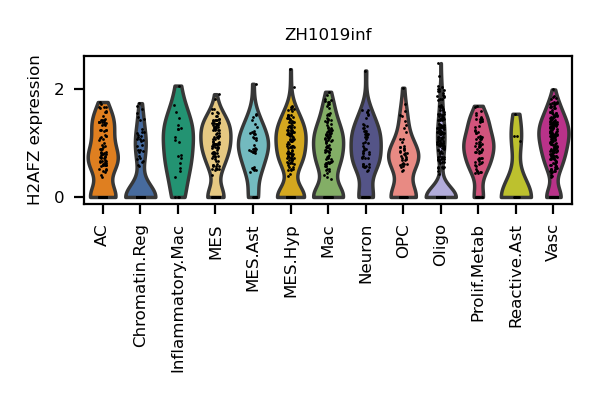 ZH1019inf
H2AFZ expression
2
0
AC
Chromatin.Reg
Inflammatory.Mac
MES
MES.Ast
MES.Hyp
Mac
Neuron
OPC
Oligo
Prolif.Metab
Reactive.Ast
Vasc